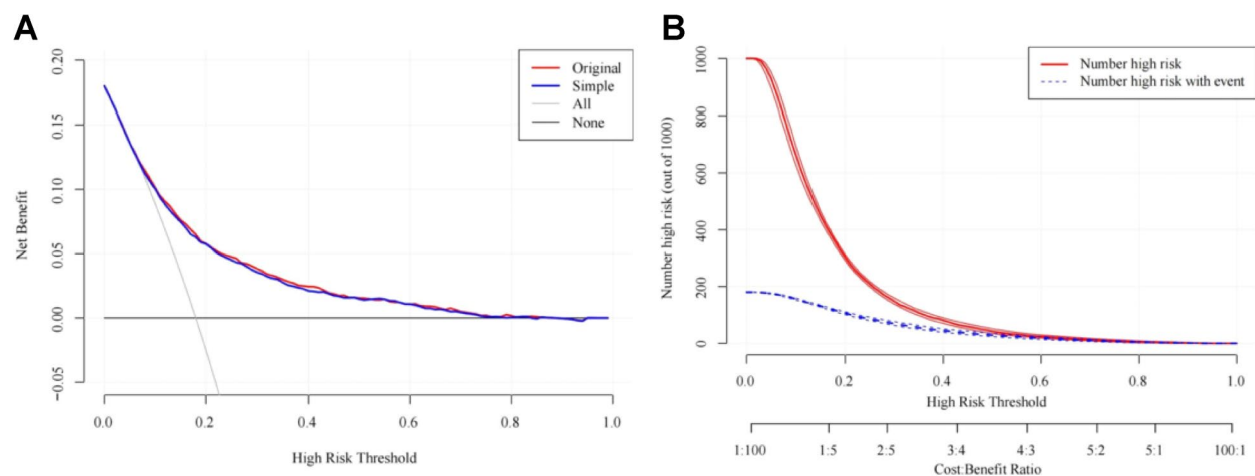 A
0.20
0.15
0.10
0.05
0.00
-0.05
Net Benefit
Original
Simple
All
None
0.0 0.2 0.4 0.6 0.8 1.0
High Risk Threshold
B
1000
800
600
400
200
0
Number high risk (out of 1000)
Number high risk
Number high risk with event
0.0 0.2 0.4 0.6 0.8 1.0
High Risk Threshold
1:100 1:5 2:5 3:4 4:3 5:2 5:1 100:1
Cost:Benefit Ratio